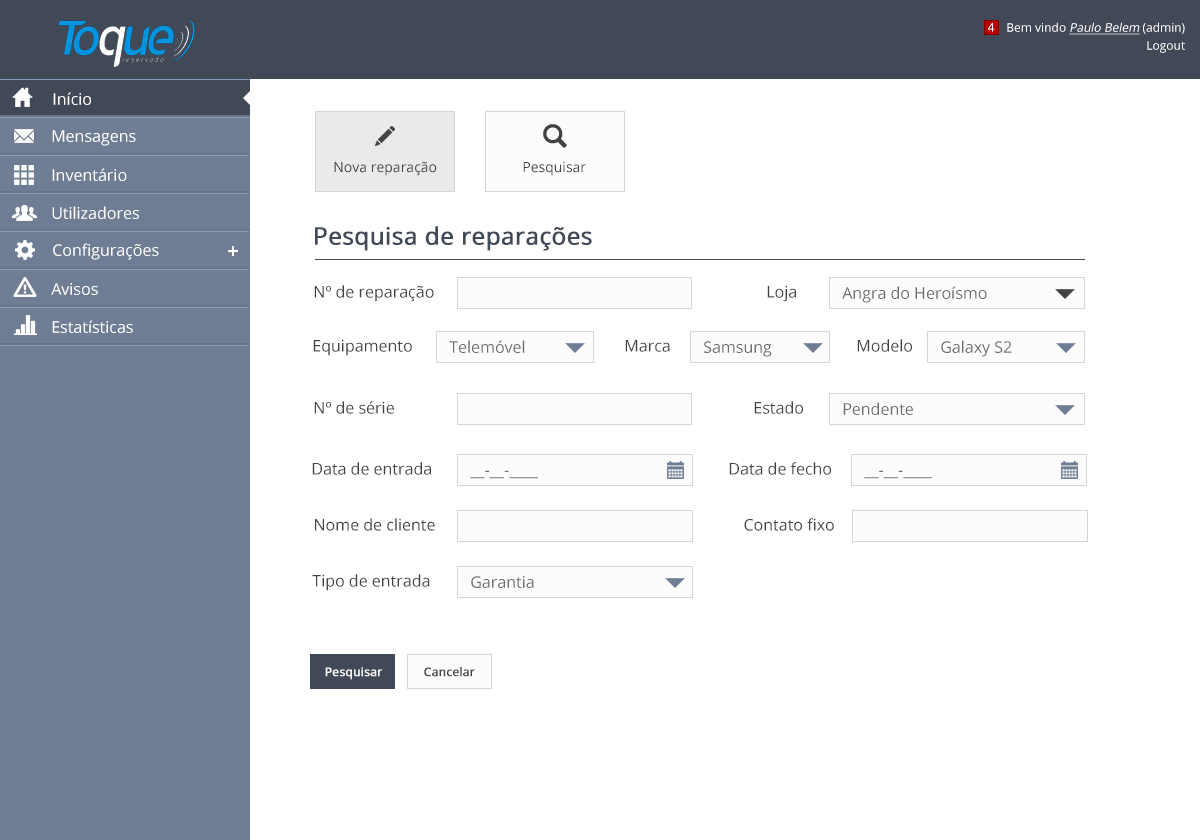 Toque
reservado
4 Bem vindo Paulo Belem (admin)
Logout
Início
Mensagens
Inventário
Utilizadores
Configurações +
Avisos
Estatísticas
Nova reparação
Pesquisar
Pesquisa de reparações
Nº de reparação
Loja Angra do Heroísmo
Equipamento Telemóvel Marca Samsung Modelo Galaxy S2
Nº de série
Estado Pendente
Data de entrada __-__-____
Data de fecho __-__-____
Nome de cliente
Contato fixo
Tipo de entrada Garantia
Pesquisar
Cancelar